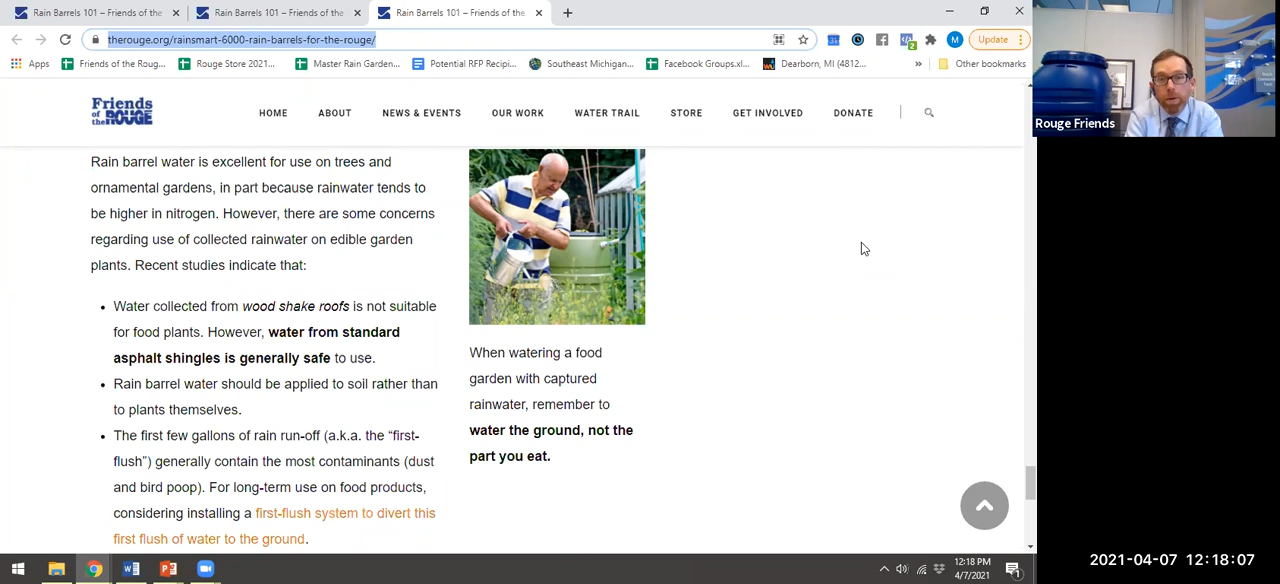 Rain Barrels 101 – Friends of the
Rain Barrels 101 – Friends of the
Rain Barrels 101 – Friends of the
therouge.org/rainsmart-6000-rain-barrels-for-the-rouge/
2
M
Update
Apps
Friends of the Roug...
Rouge Store 2021...
Master Rain Garden...
Potential RFP Recipi...
Southeast Michigan...
Facebook Groups.xl...
Dearborn, MI (4812...
»
Other bookmarks
Friends
of the ROUGE
HOME
ABOUT
NEWS & EVENTS
OUR WORK
WATER TRAIL
STORE
GET INVOLVED
DONATE
Rain barrel water is excellent for use on trees and
ornamental gardens, in part because rainwater tends to
be higher in nitrogen. However, there are some concerns
regarding use of collected rainwater on edible garden
plants. Recent studies indicate that:
• Water collected from wood shake roofs is not suitable
for food plants. However, water from standard
asphalt shingles is generally safe to use.
• Rain barrel water should be applied to soil rather than
to plants themselves.
• The first few gallons of rain run-off (a.k.a. the “first-
flush”) generally contain the most contaminants (dust
and bird poop). For long-term use on food products,
considering installing a first-flush system to divert this
first flush of water to the ground.
When watering a food
garden with captured
rainwater, remember to
water the ground, not the
part you eat.
Rouge Friends
12:18 PM
4/7/2021
1
2021-04-07 12:18:07